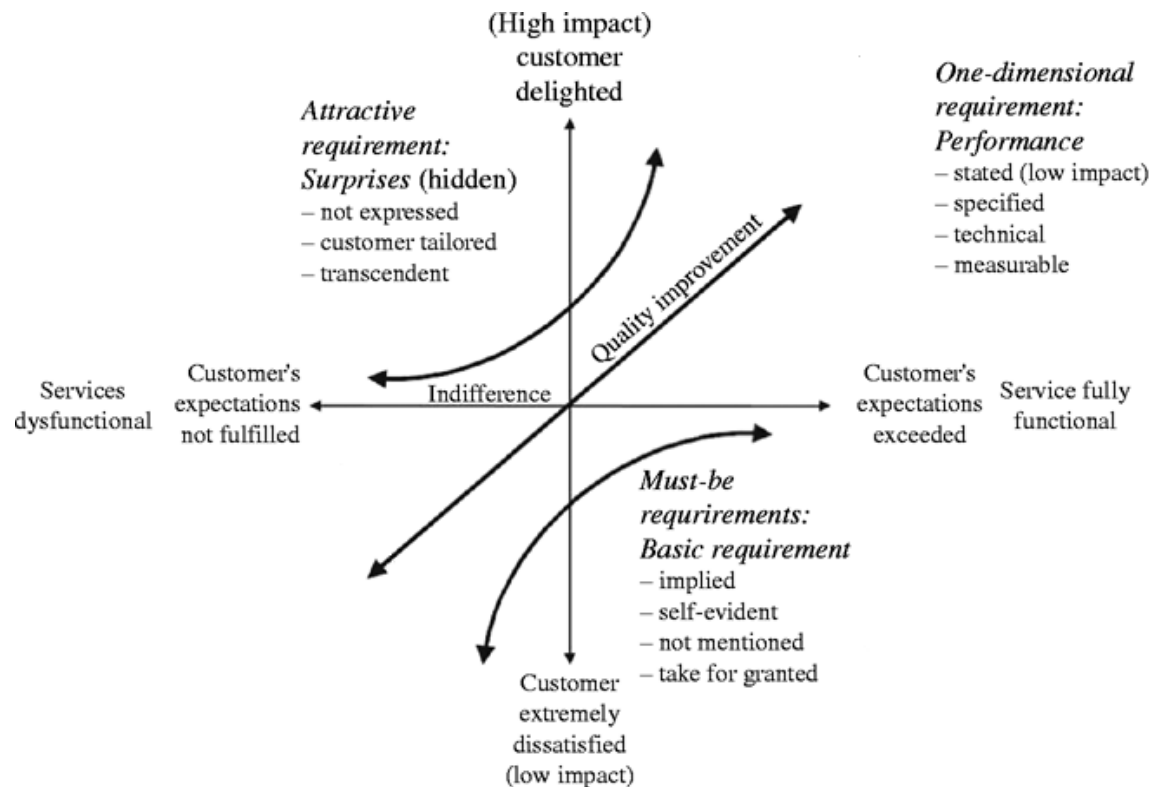 (High impact)
customer
delighted
Attractive
requirement:
Surprises (hidden)
– not expressed
– customer tailored
– transcendent
One-dimensional
requirement:
Performance
– stated (low impact)
– specified
– technical
– measurable
Quality improvement
Services
dysfunctional
Customer's
expectations
not fulfilled
Indifference
Customer's
expectations
exceeded
Service fully
functional
Must-be
requrirements:
Basic requirement
– implied
– self-evident
– not mentioned
– take for granted
Customer
extremely
dissatisfied
(low impact)